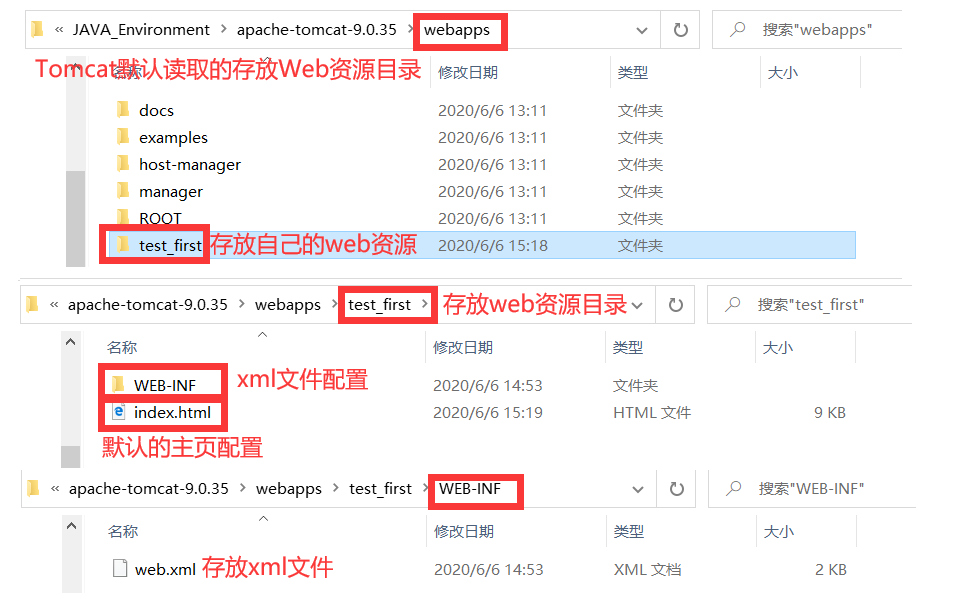 « JAVA_Environment > apache-tomcat-9.0.35 > webapps 搜索"webapps"
Tomcat默认读取的存放Web资源目录 修改日期 类型 大小
docs 2020/6/6 13:11 文件夹
examples 2020/6/6 13:11 文件夹
host-manager 2020/6/6 13:11 文件夹
manager 2020/6/6 13:11 文件夹
ROOT 2020/6/6 13:11 文件夹
test_first 存放自己的web资源 2020/6/6 15:18 文件夹
« apache-tomcat-9.0.35 > webapps > test_first > 存放web资源目录 搜索"test_first"
名称 修改日期 类型 大小
WEB-INF xml文件配置 2020/6/6 14:53 文件夹
index.html 2020/6/6 15:19 HTML 文件 9 KB
默认的主页配置
« apache-tomcat-9.0.35 > webapps > test_first > WEB-INF 搜索"WEB-INF"
名称 修改日期 类型 大小
web.xml 存放xml文件 2020/6/6 14:53 XML 文档 2 KB